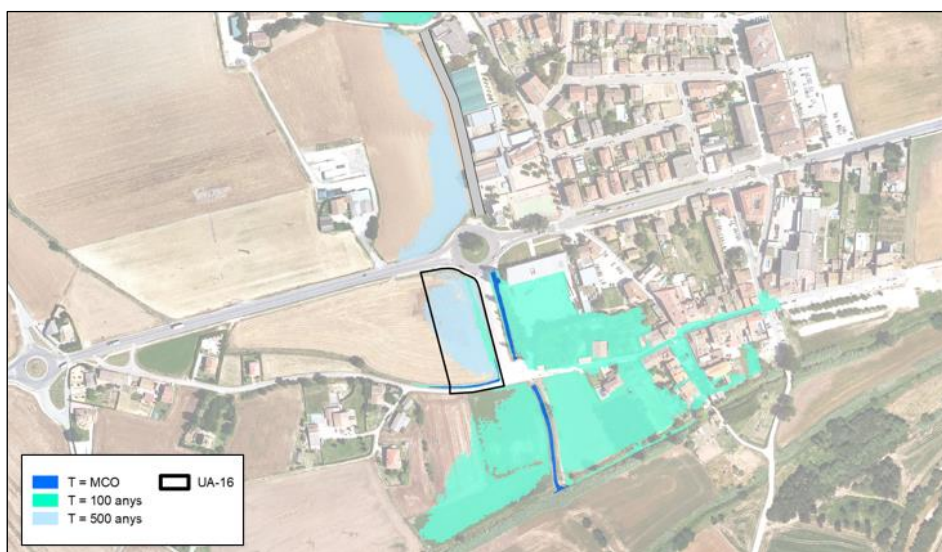 T = MCO
UA-16
T = 100 anys
T = 500 anys